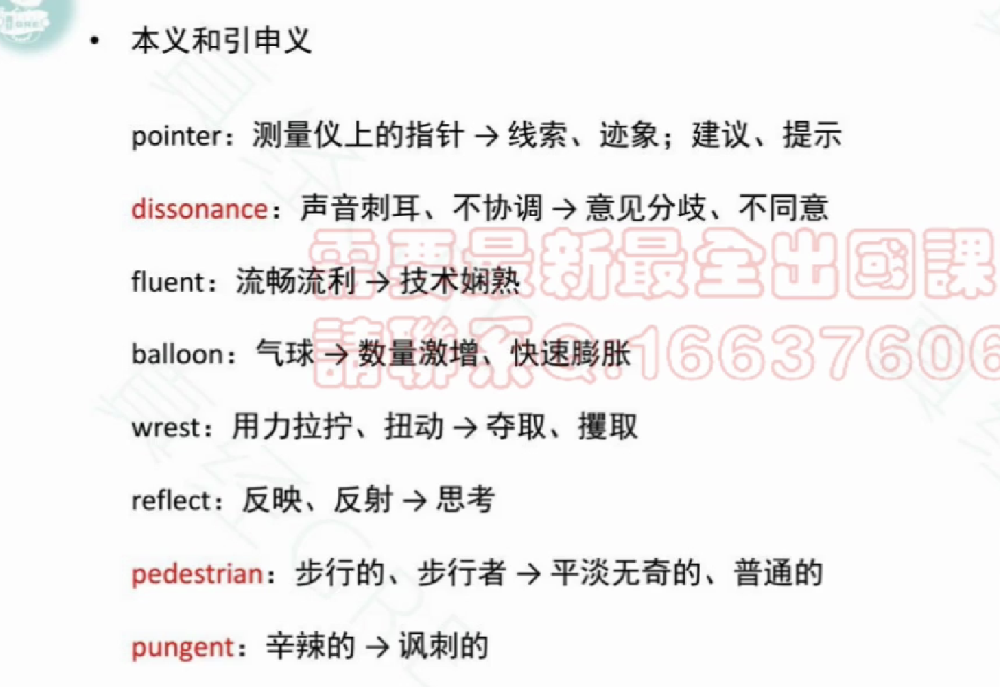 • 本义和引申义
pointer：测量仪上的指针 → 线索、迹象；建议、提示
dissonance：声音刺耳、不协调 → 意见分歧、不同意
需要最新最全出國課
fluent：流畅流利 → 技术娴熟
請聯系Q:16637606
balloon：气球 → 数量激增、快速膨胀
wrest：用力拉拧、扭动 → 夺取、攫取
reflect：反映、反射 → 思考
pedestrian：步行的、步行者 → 平淡无奇的、普通的
pungent：辛辣的 → 讽刺的